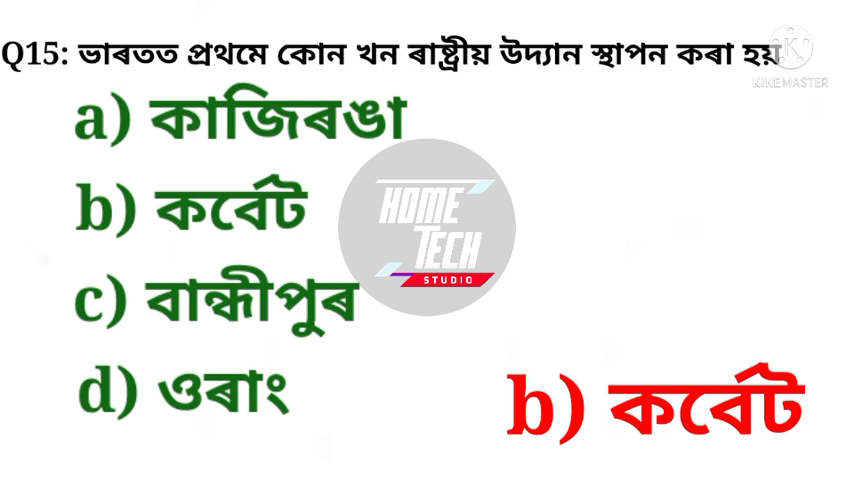 Q15: ভাৰতত প্ৰথমে কোন খন ৰাষ্ট্ৰীয় উদ্যান স্থাপন কৰা হয়.
KINEMASTER
a) কাজিৰঙা
b) কৰ্বেট
HOME
TECH
STUDIO
c) বান্ধীপুৰ
d) ওৰাং
b) কৰ্বেট